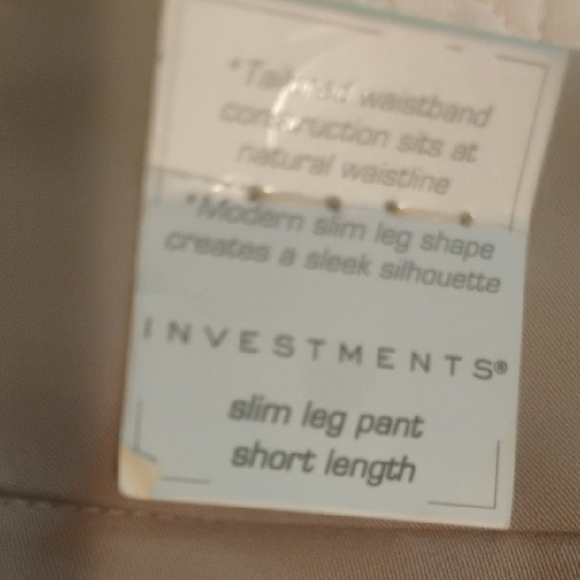 *Tailored waistband
construction sits at
natural waistline
*Modern slim leg shape
creates a sleek silhouette
INVESTMENTS®
slim leg pant
short length